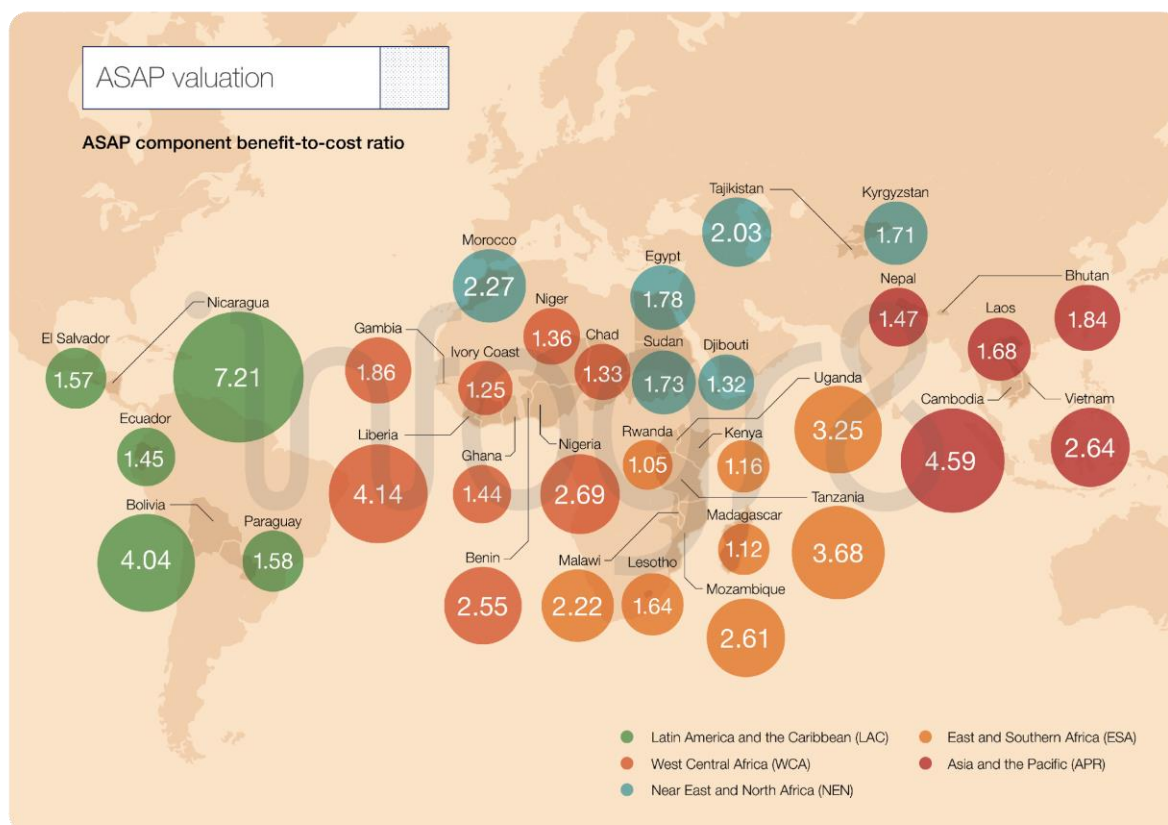 ASAP valuation
ASAP component benefit-to-cost ratio
Tajikistan
2.03
Kyrgyzstan
1.71
Morocco
2.27
Egypt
1.78
Niger
1.36
Nepal
1.47
Bhutan
1.84
Laos
1.68
El Salvador
1.57
Nicaragua
7.21
Gambia
1.86
Ivory Coast
1.25
Chad
1.33
Sudan
1.73
Djibouti
1.32
Uganda
3.25
Cambodia
4.59
Vietnam
2.64
Ecuador
1.45
Liberia
4.14
Ghana
1.44
Nigeria
2.69
Rwanda
1.05
Kenya
1.16
Tanzania
3.68
Bolivia
4.04
Paraguay
1.58
Benin
2.55
Malawi
2.22
Lesotho
1.64
Madagascar
1.12
Mozambique
2.61
Latin America and the Caribbean (LAC)
West Central Africa (WCA)
Near East and North Africa (NEN)
East and Southern Africa (ESA)
Asia and the Pacific (APR)
infogr8